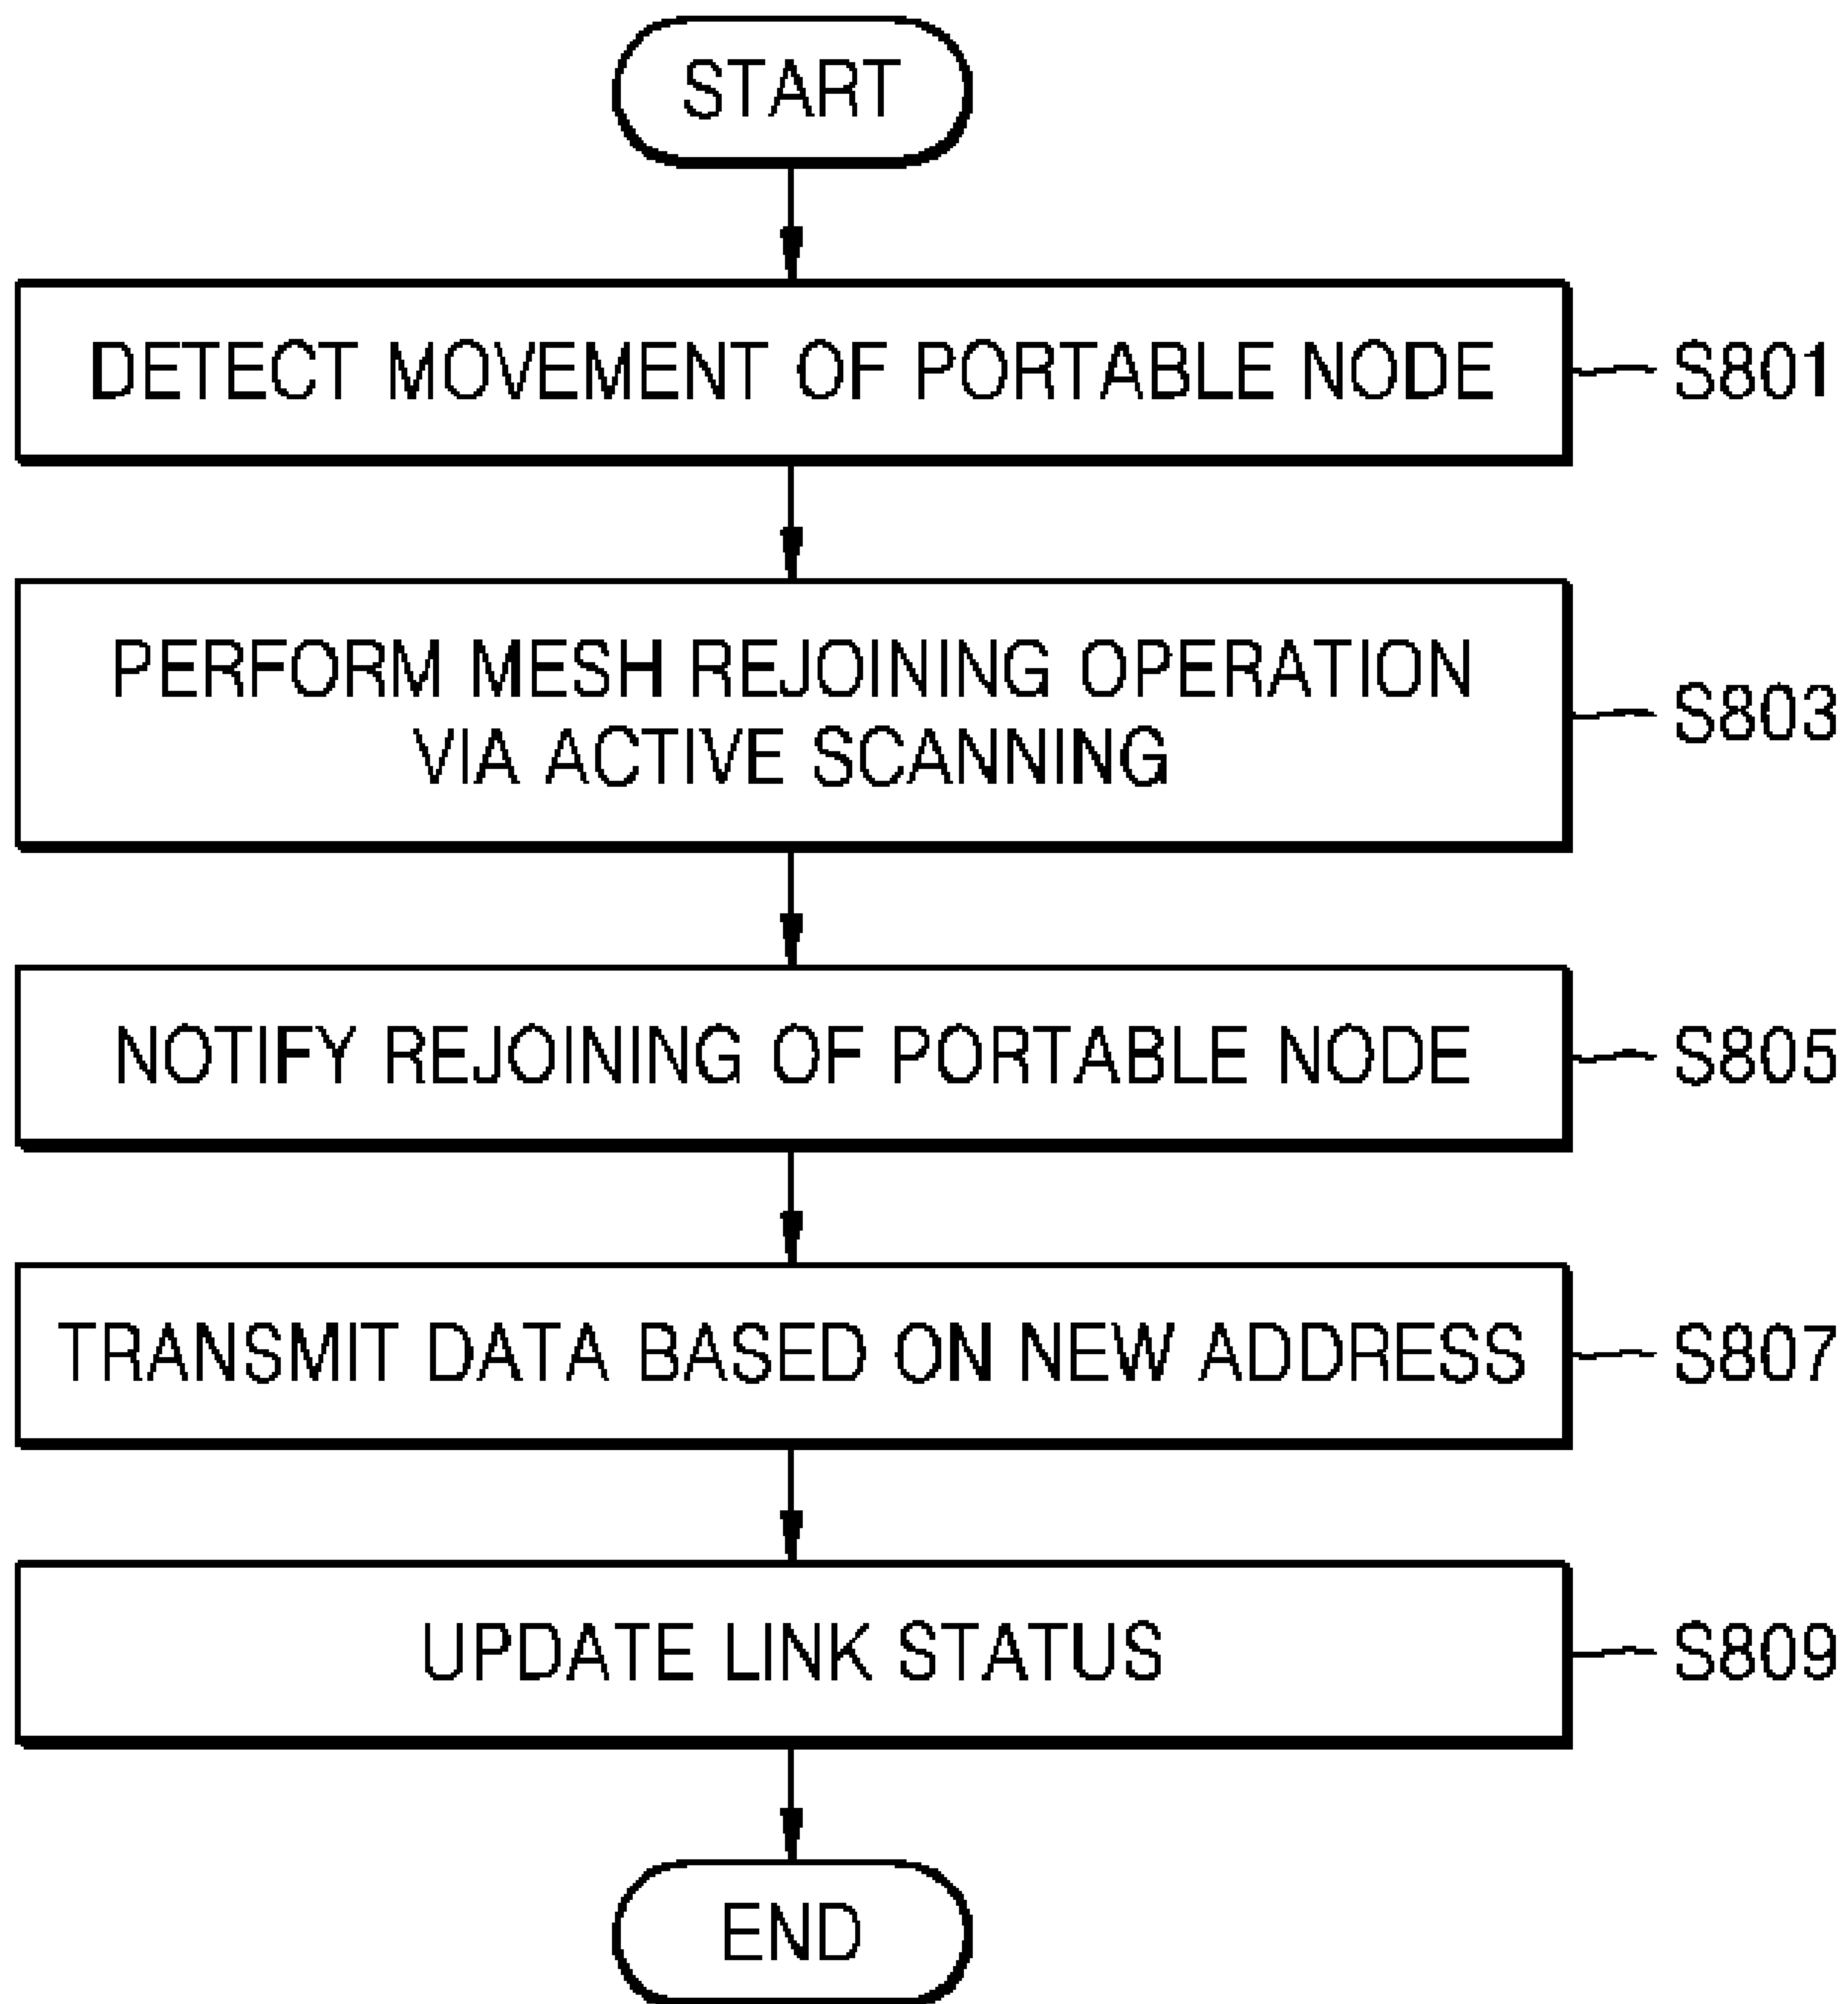 START
DETECT MOVEMENT OF PORTABLE NODE
S801
PERFORM MESH REJOINING OPERATION
VIA ACTIVE SCANNING
S803
NOTIFY REJOINING OF PORTABLE NODE
S805
TRANSMIT DATA BASED ON NEW ADDRESS
S807
UPDATE LINK STATUS
S809
END